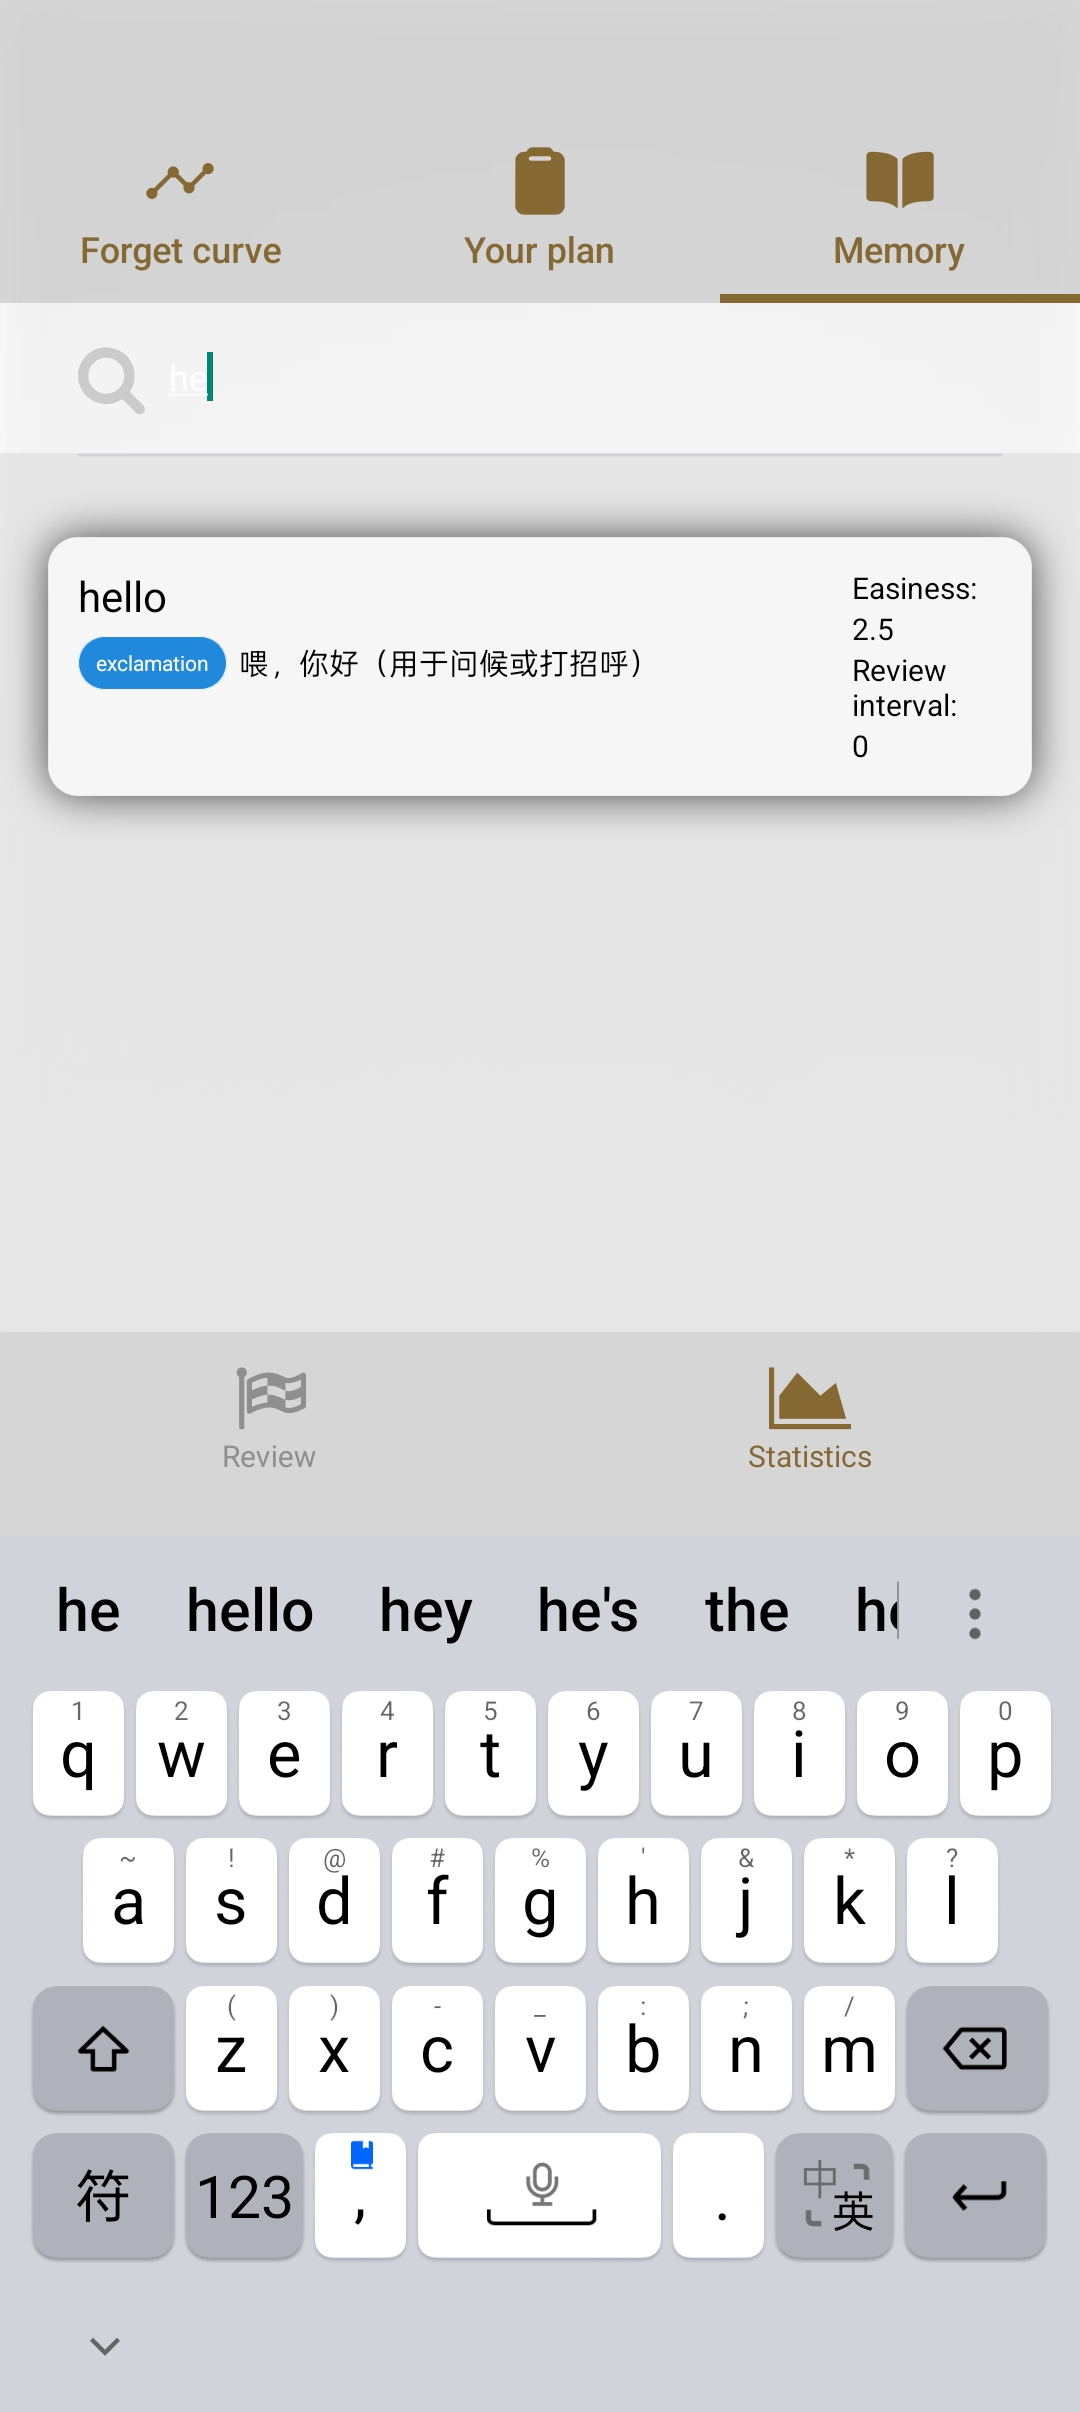 Forget curve
Your plan
Memory
he
hello
exclamation 喂，你好（用于问候或打招呼）
Easiness:
2.5
Review
interval:
0
Review
Statistics
he hello hey he's the
1 2 3 4 5 6 7 8 9 0
q w e r t y u i o p
~ ! @ # % ' & * ?
a s d f g h j k l
( ) - _ : ; /
z x c v b n m
符 123 , . 中 英